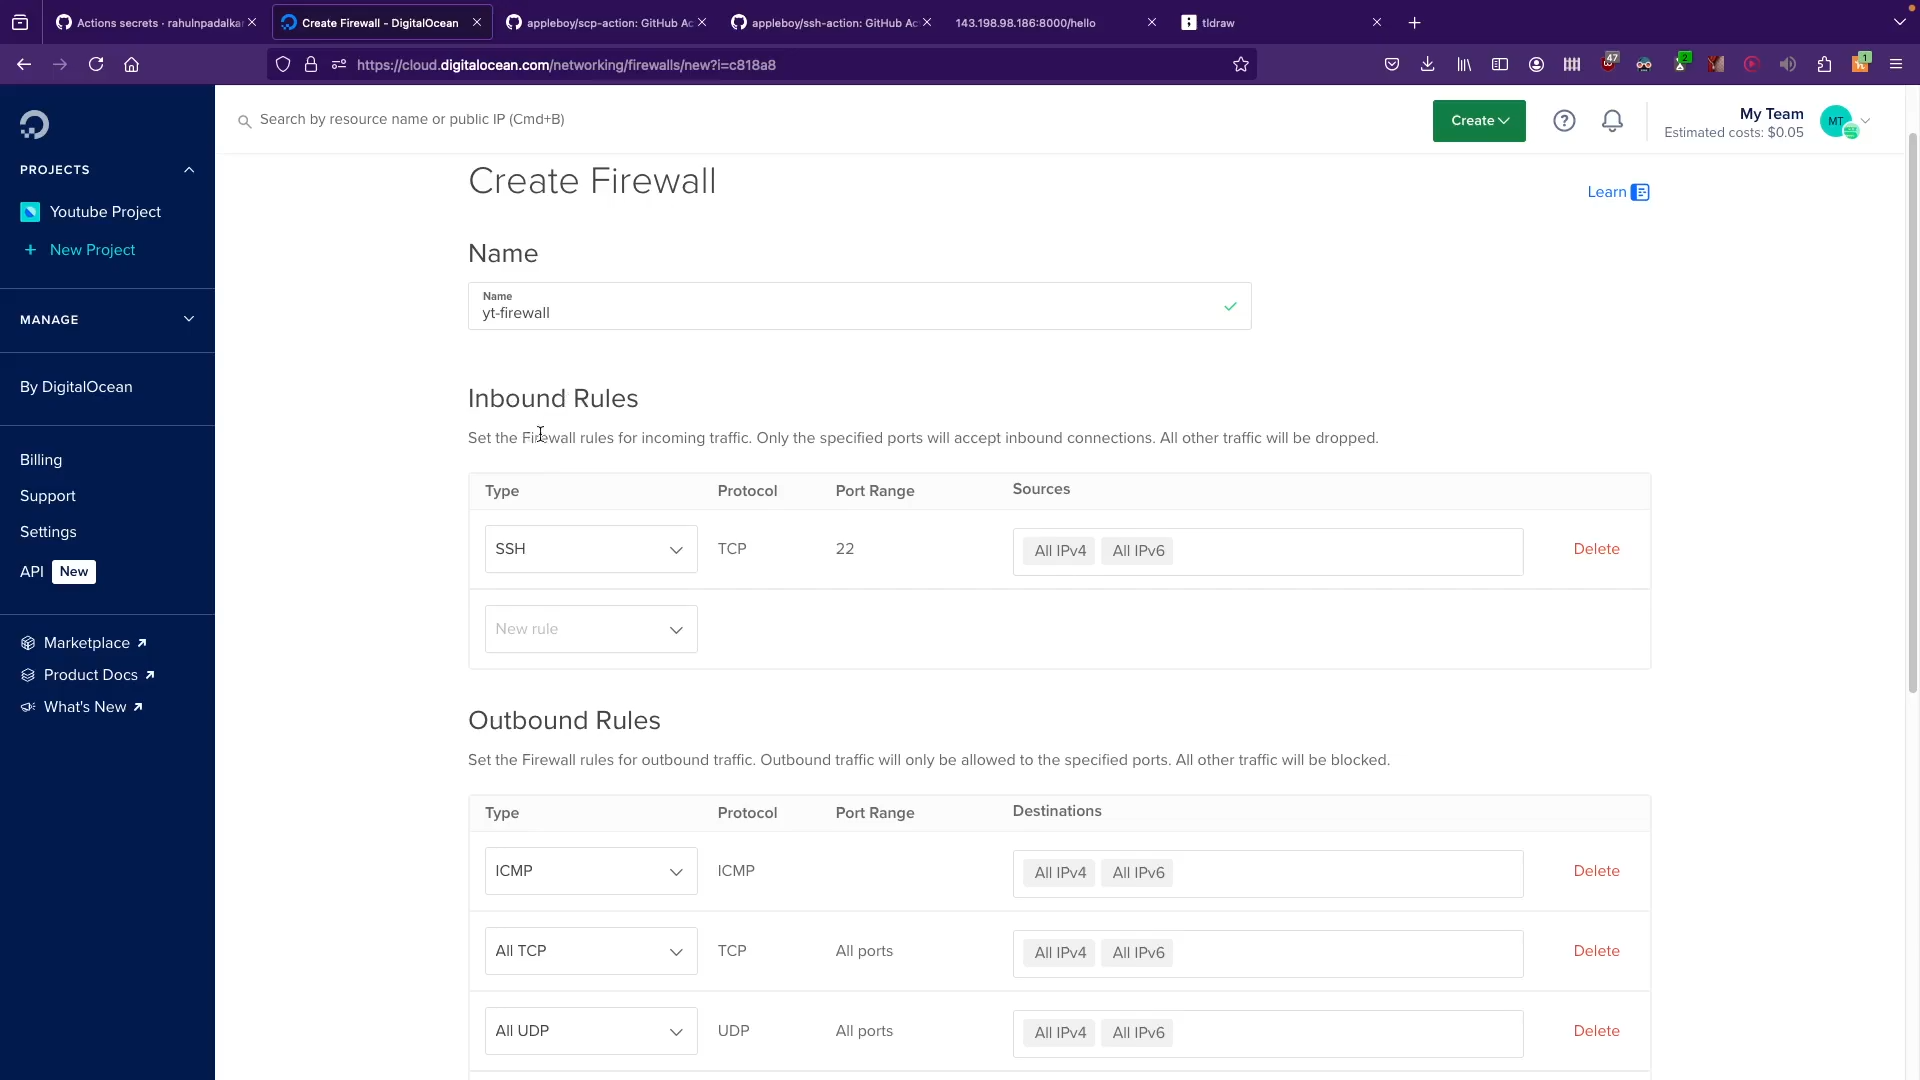 Actions secrets · rahulnpadalka
Create Firewall - DigitalOcean
appleboy/scp-action: GitHub Ac
appleboy/ssh-action: GitHub Ac
143.198.98.186:8000/hello
tldraw
https://cloud.digitalocean.com/networking/firewalls/new?i=c818a8
47
2
1
Search by resource name or public IP (Cmd+B)
Create
My Team
Estimated costs: $0.05
MT
PROJECTS
Youtube Project
+ New Project
MANAGE
By DigitalOcean
Billing
Support
Settings
API New
Marketplace
Product Docs
What's New
Create Firewall
Learn
Name
Name
yt-firewall
Inbound Rules
Set the Firewall rules for incoming traffic. Only the specified ports will accept inbound connections. All other traffic will be dropped.
Type Protocol Port Range Sources
SSH TCP 22 All IPv4 All IPv6 Delete
New rule
Outbound Rules
Set the Firewall rules for outbound traffic. Outbound traffic will only be allowed to the specified ports. All other traffic will be blocked.
Type Protocol Port Range Destinations
ICMP ICMP All IPv4 All IPv6 Delete
All TCP TCP All ports All IPv4 All IPv6 Delete
All UDP UDP All ports All IPv4 All IPv6 Delete